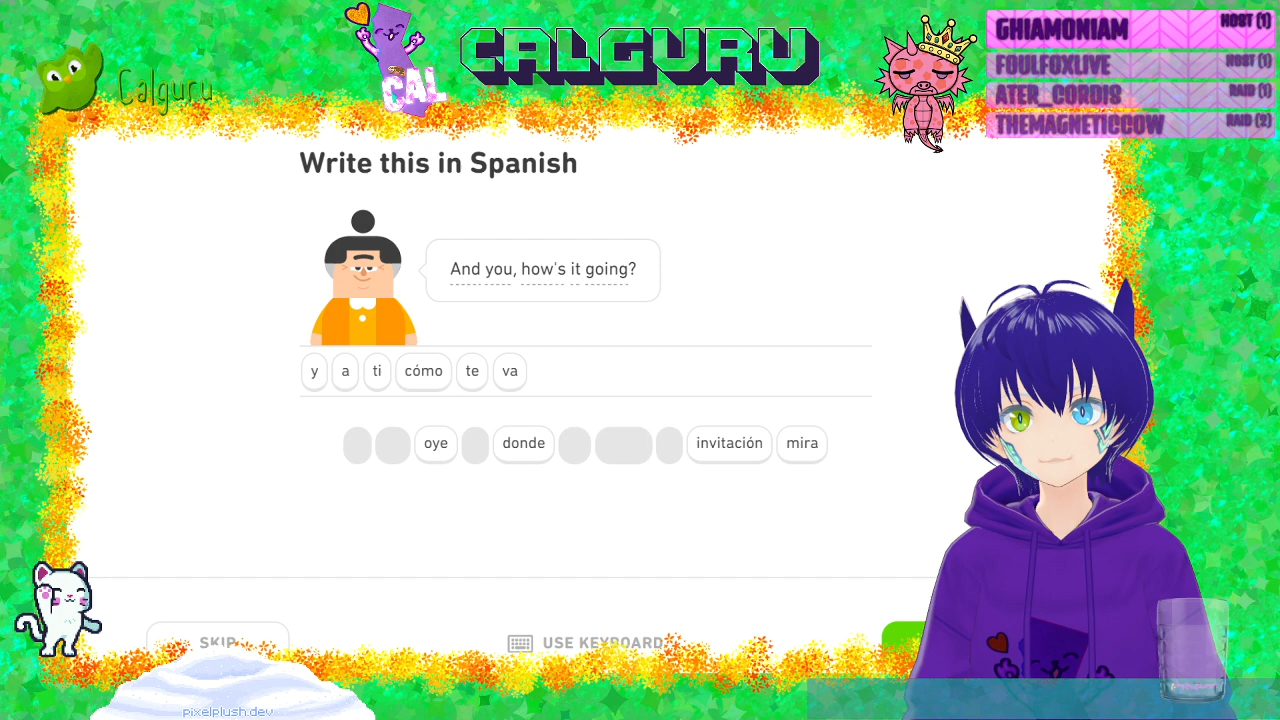 Calguru
CAL
CALGURU
GHIAMONIAM HOST (1)
FOULFOXLIVE HOST (1)
ATER_CORDIS RAID (1)
THEMAGNETICCOW RAID (2)
Write this in Spanish
And you, how's it going?
y a ti cómo te va
oye donde invitación mira
SKIP
USE KEYBOARD
pixelplush.dev